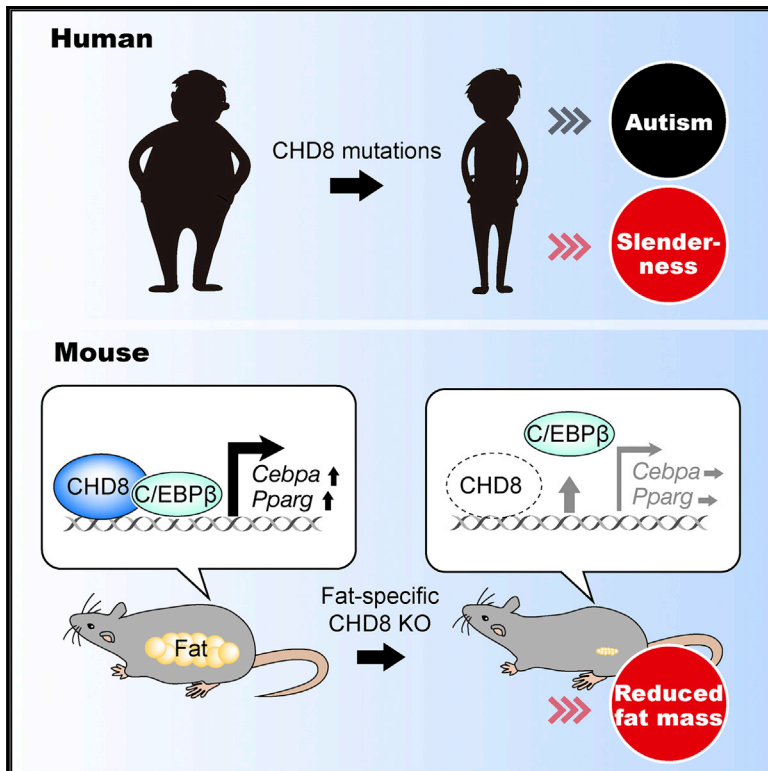 Human
CHD8 mutations
Autism
Slender-
ness
Mouse
CHD8
C/EBPβ
Cebpa ⬆
Pparg ⬆
C/EBPβ
CHD8
Cebpa ➡
Pparg ➡
Fat
Fat-specific
CHD8 KO
Reduced
fat mass